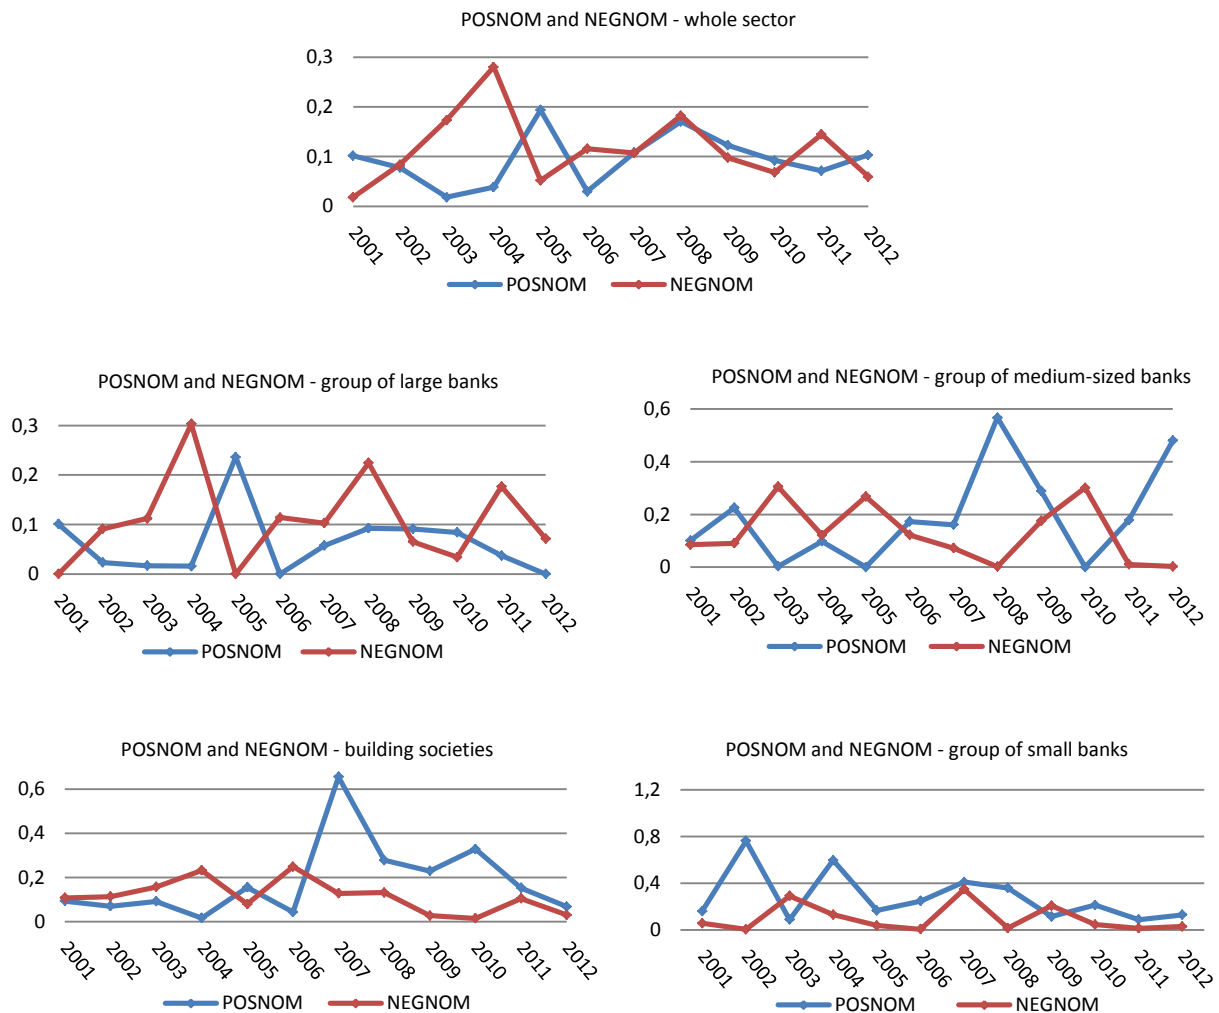 POSNOM and NEGNOM - whole sector
0,3
0,2
0,1
0
2001 2002 2003 2004 2005 2006 2007 2008 2009 2010 2011 2012
POSNOM NEGNOM
POSNOM and NEGNOM - group of large banks
0,3
0,2
0,1
0
2001 2002 2003 2004 2005 2006 2007 2008 2009 2010 2011 2012
POSNOM NEGNOM
POSNOM and NEGNOM - group of medium-sized banks
0,6
0,4
0,2
0
2001 2002 2003 2004 2005 2006 2007 2008 2009 2010 2011 2012
POSNOM NEGNOM
POSNOM and NEGNOM - building societies
0,6
0,4
0,2
0
2001 2002 2003 2004 2005 2006 2007 2008 2009 2010 2011 2012
POSNOM NEGNOM
POSNOM and NEGNOM - group of small banks
1,2
0,8
0,4
0
2001 2002 2003 2004 2005 2006 2007 2008 2009 2010 2011 2012
POSNOM NEGNOM